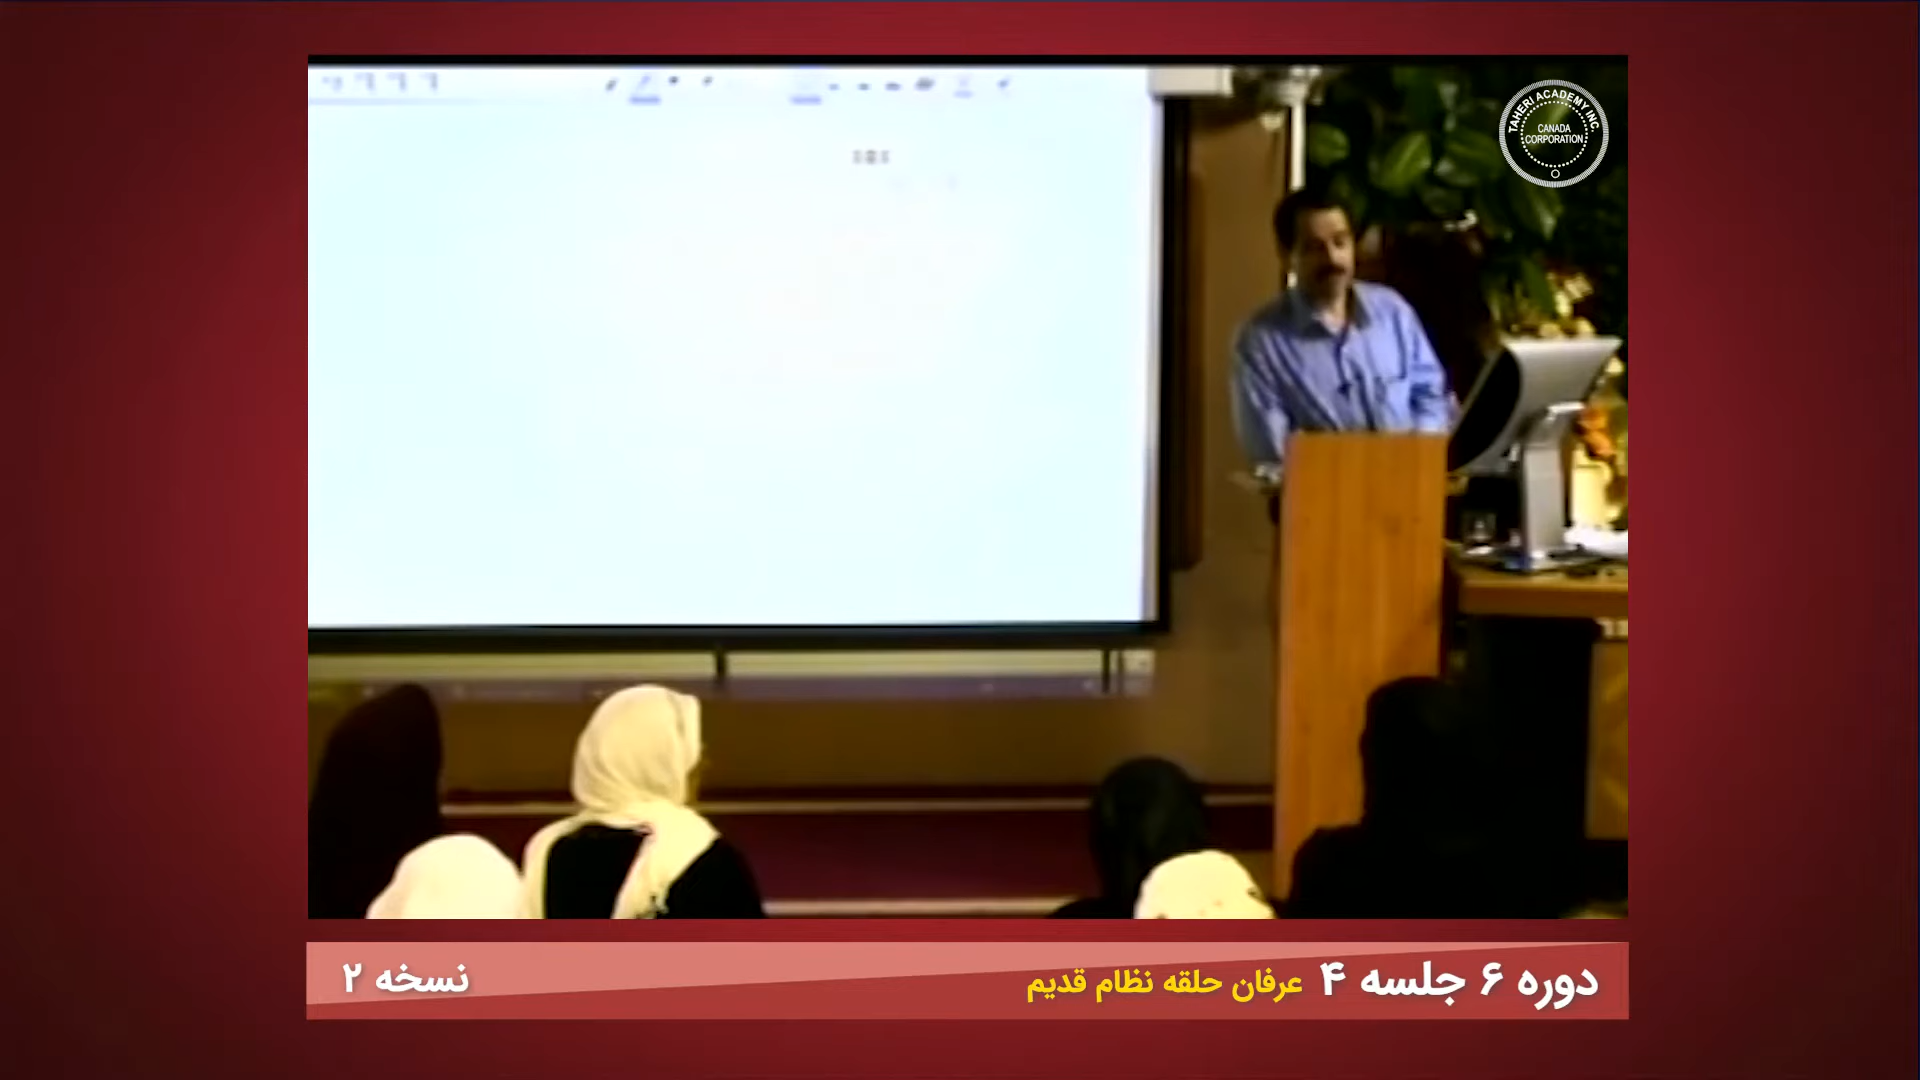 TAHERI ACADEMY INC.
CANADA
CORPORATION
دوره ۶ جلسه ۴ عرفان حلقه نظام قدیم
نسخه ۲